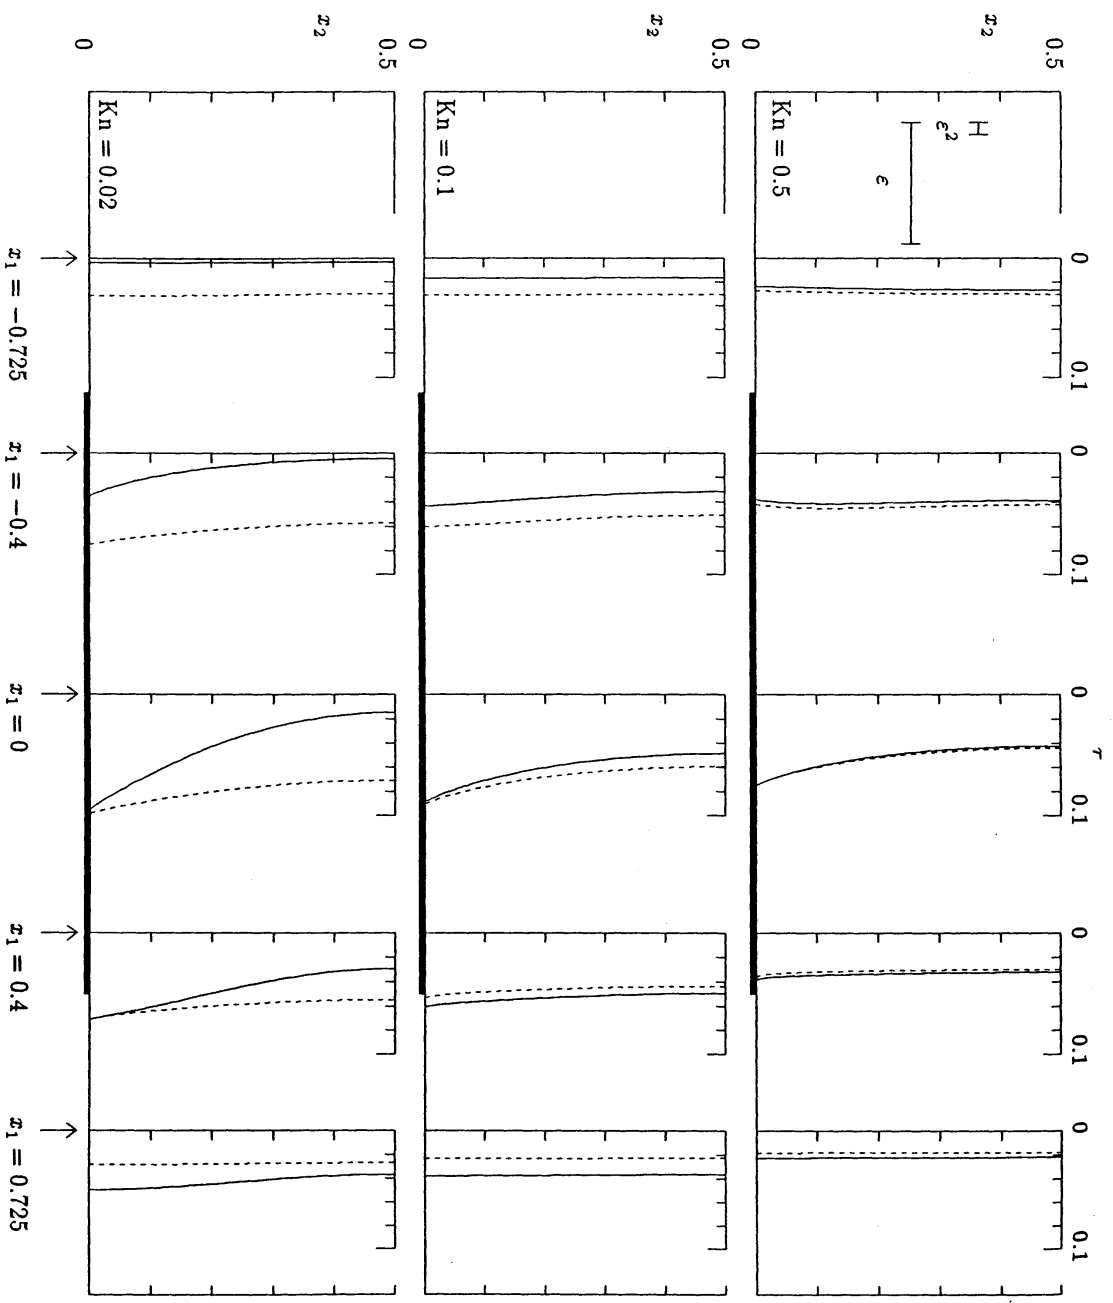 τ
0 0.1 0 0.1 0 0.1 0 0.1 0 0.1
0.5
x₂
0
ε²
ε
Kn = 0.5
0.5
x₂
0
Kn = 0.1
0.5
x₂
0
Kn = 0.02
x₁ = −0.725
x₁ = −0.4
x₁ = 0
x₁ = 0.4
x₁ = 0.725